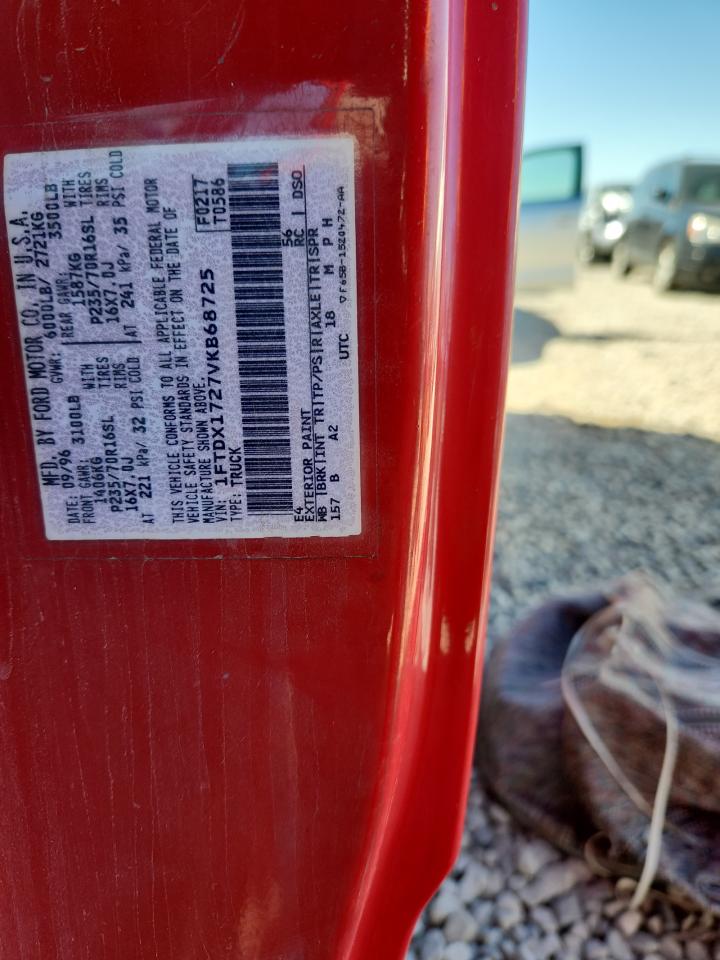 MFD. BY FORD MOTOR CO. IN U.S.A.
DATE: 09/96 GVWR: 6000LB/ 2721KG
FRONT GAWR: 3100LB REAR GAWR: 3500LB
1406KG WITH 1587KG WITH
P235/70R16SL TIRES P235/70R16SL TIRES
16X7.0J RIMS 16X7.0J RIMS
AT 221 kPa/ 32 PSI COLD AT 241 kPa/ 35 PSI COLD
THIS VEHICLE CONFORMS TO ALL APPLICABLE FEDERAL MOTOR
VEHICLE SAFETY STANDARDS IN EFFECT ON THE DATE OF
MANUFACTURE SHOWN ABOVE.
VIN: 1FTDX1727VKB68725
TYPE: TRUCK
F0217
T0586
E4 56
EXTERIOR PAINT RC DSO
WB BRK INT TR TP/PS R AXLE TR SPR
157 B A2 18 M P H
UTC
F65B-1520472-AA